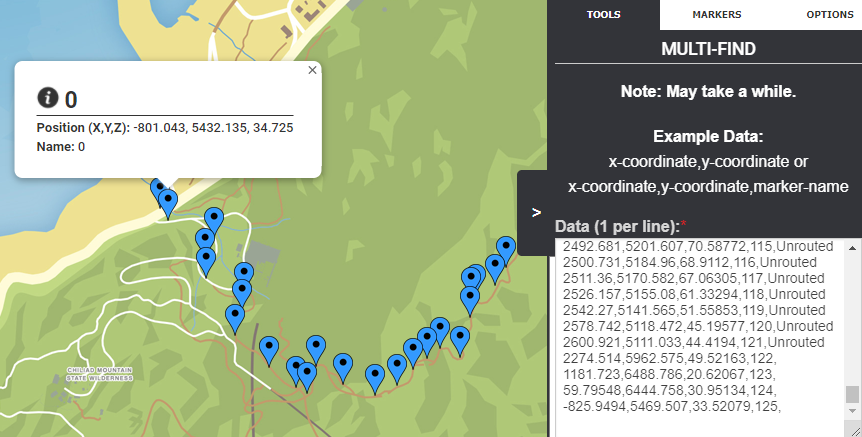 0
Position (X,Y,Z): -801.043, 5432.135, 34.725
Name: 0
CHILIAD MOUNTAIN
STATE WILDERNESS
TOOLS
MARKERS
OPTIONS
MULTI-FIND
Note: May take a while.
Example Data:
x-coordinate,y-coordinate or
x-coordinate,y-coordinate,marker-name
>
Data (1 per line):*
2492.681,5201.607,70.58772,115,Unrouted
2500.731,5184.96,68.9112,116,Unrouted
2511.36,5170.582,67.06305,117,Unrouted
2526.157,5155.08,61.33294,118,Unrouted
2542.27,5141.565,51.55853,119,Unrouted
2578.742,5118.472,45.19577,120,Unrouted
2600.921,5111.033,44.4194,121,Unrouted
2274.514,5962.575,49.52163,122,
1181.723,6488.786,20.62067,123,
59.79548,6444.758,30.95134,124,
-825.9494,5469.507,33.52079,125,